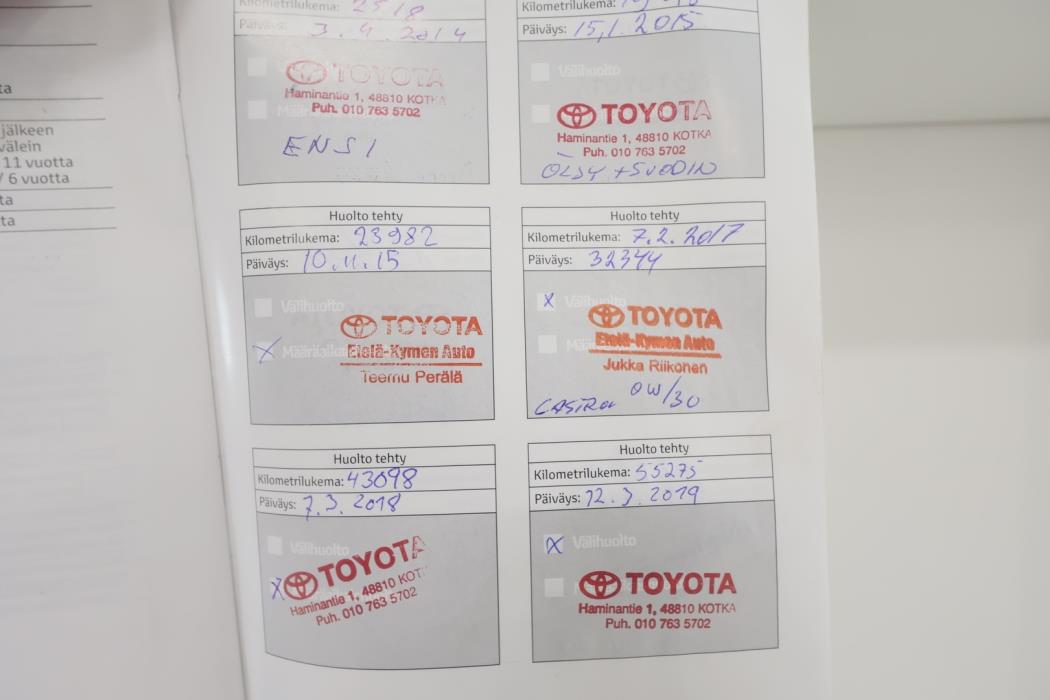 ta
jälkeen
välein
11 vuotta
/ 6 vuotta
ta
ta
Kilometrilukema: 2518
Päiväys: 3.4.2014
TOYOTA
Haminantie 1, 48810 KOTKA
Puh. 010 763 5702
ENSI
Kilometrilukema:
Päiväys: 15,1.2015
Välihuolto
TOYOTA
Haminantie 1, 48810 KOTKA
Puh. 010 763 5702
ÖLJY + SUODIN
Huolto tehty
Kilometrilukema: 23982
Päiväys: 10.11.15
Välihuolto
X Määräaika
TOYOTA
Etelä-Kymen Auto
Teemu Perälä
Huolto tehty
Kilometrilukema: 7.2.2017
Päiväys: 32344
X Välihuolto
TOYOTA
Etelä-Kymen Auto
Jukka Riikonen
CASTROL 0W/30
Huolto tehty
Kilometrilukema: 43098
Päiväys: 7.3.2018
Välihuolto
X TOYOTA
Haminantie 1, 48810 KOT
Puh. 010 763 5702
Huolto tehty
Kilometrilukema: 55275
Päiväys: 12.3.2019
X Välihuolto
TOYOTA
Haminantie 1, 48810 KOTKA
Puh. 010 763 5702